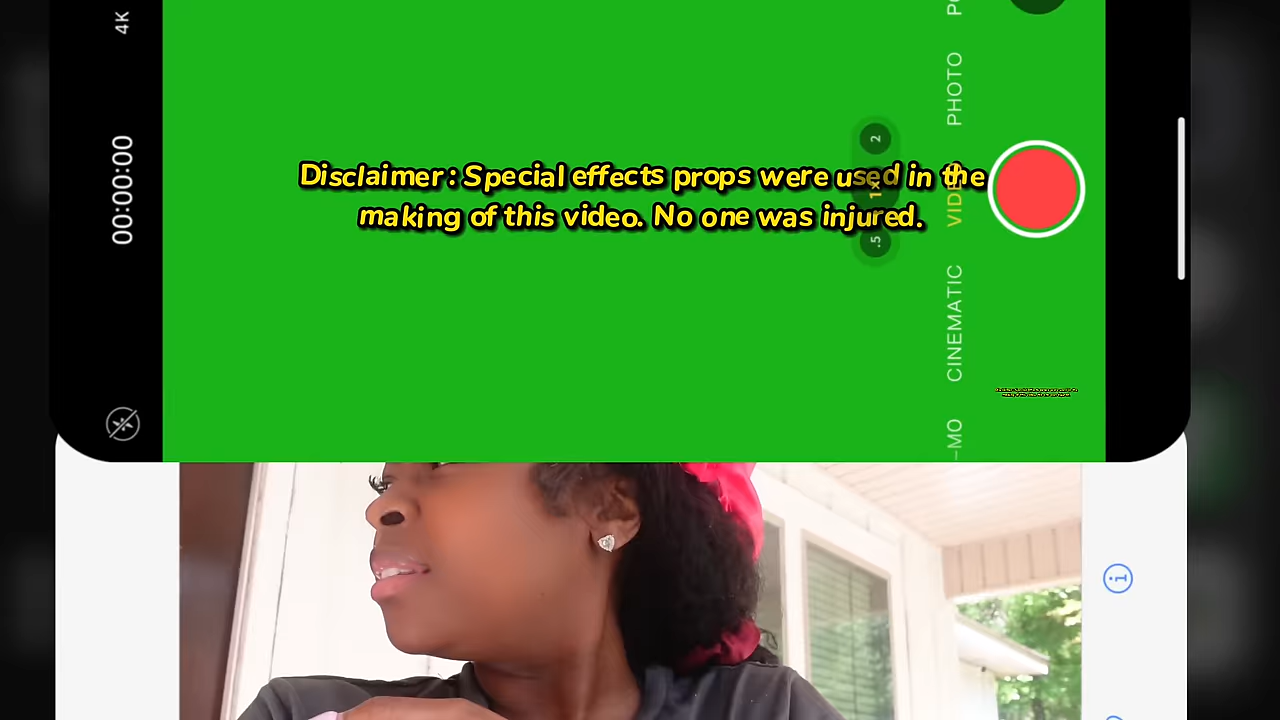 Disclaimer: Special effects props were used in the
making of this video. No one was injured.
4K
00:00:00
PHOTO
VIDEO
CINEMATIC
-MO
2
1x
.5